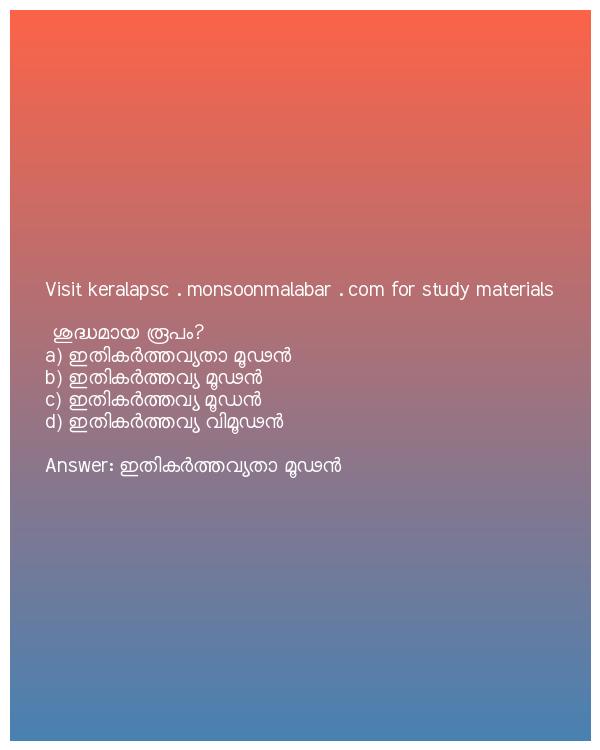 Visit keralapsc . monsoonmalabar . com for study materials
ശുദ്ധമായ രൂപം?
a) ഇതികർത്തവ്യതാ മൂഢൻ
b) ഇതികർത്തവ്യ മൂഢൻ
c) ഇതികർത്തവ്യ മൂഡൻ
d) ഇതികർത്തവ്യ വിമൂഢൻ
Answer: ഇതികർത്തവ്യതാ മൂഢൻ